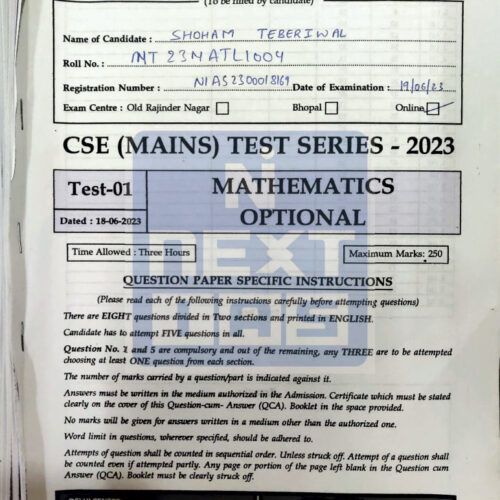 (To be filled by candidate)
Name of Candidate : SHOHAM TEBERIWAL
Roll No. : NT 23MATL1004
Registration Number : NIAS2300018169 Date of Examination : 19/06/23
Exam Centre : Old Rajinder Nagar Bhopal Online
CSE (MAINS) TEST SERIES - 2023
Test-01
Dated : 18-06-2023
MATHEMATICS
OPTIONAL
Time Allowed : Three Hours
Maximum Marks: 250
QUESTION PAPER SPECIFIC INSTRUCTIONS
(Please read each of the following instructions carefully before attempting questions)
There are EIGHT questions divided in Two sections and printed in ENGLISH.
Candidate has to attempt FIVE questions in all.
Question No. 1 and 5 are compulsory and out of the remaining, any THREE are to be attempted
choosing at least ONE question from each section.
The number of marks carried by a question/part is indicated against it.
Answers must be written in the medium authorized in the Admission. Certificate which must be stated
clearly on the cover of this Question-cum- Answer (QCA). Booklet in the space provided.
No marks will be given for answers written in a medium other than the authorized one.
Word limit in questions, wherever specified, should be adhered to.
Attempts of question shall be counted in sequential order. Unless struck off. Attempt of a question shall
be counted even if attempted partly. Any page or portion of the page left blank in the Question cum
Answer (QCA). Booklet must be clearly struck off.
NEXT
IAS